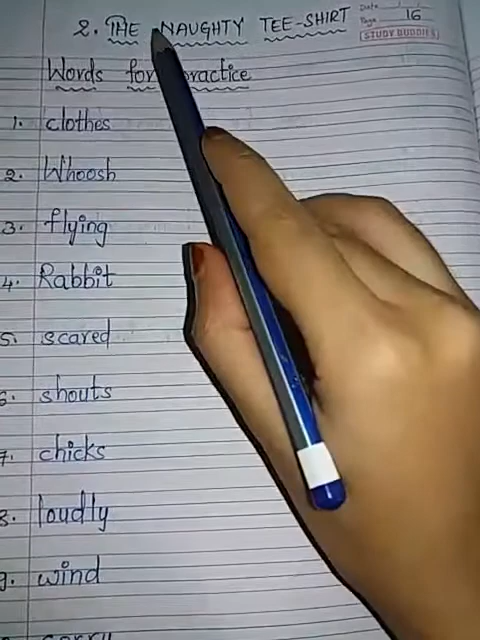 Date
Page 16
STUDY BUDDIES
2. THE NAUGHTY TEE-SHIRT
Words for practice
1. clothes
2. Whoosh
3. flying
4. Rabbit
5. scared
6. shouts
7. chicks
8. loudly
9. wind